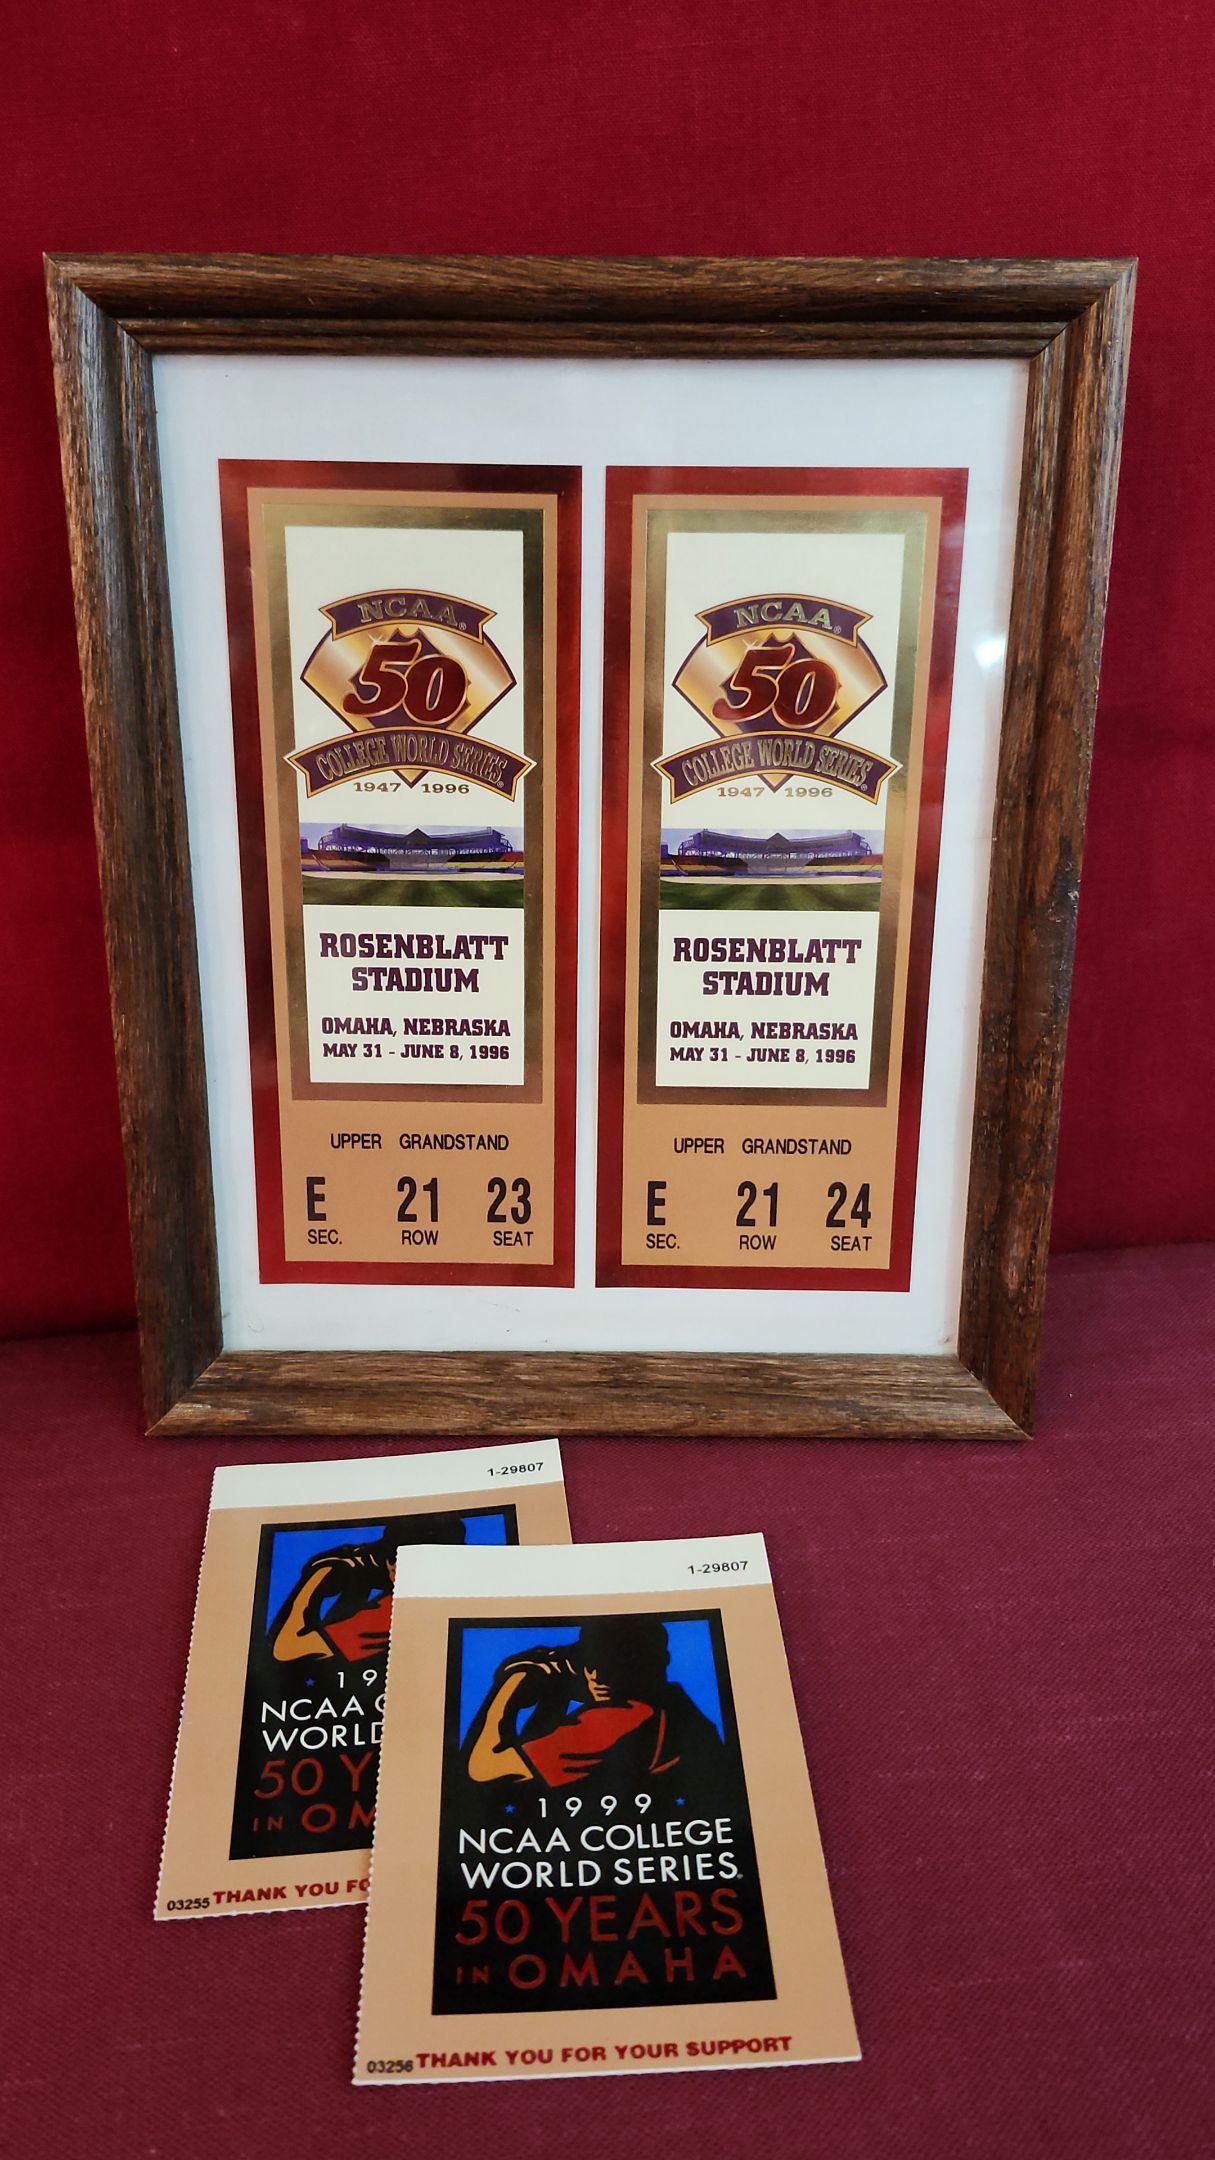 NCAA®
50
COLLEGE WORLD SERIES®
1947 1996
ROSENBLATT
STADIUM
OMAHA, NEBRASKA
MAY 31 - JUNE 8, 1996
UPPER GRANDSTAND
E 21 23
SEC. ROW SEAT
NCAA®
50
COLLEGE WORLD SERIES®
1947 1996
ROSENBLATT
STADIUM
OMAHA, NEBRASKA
MAY 31 - JUNE 8, 1996
UPPER GRANDSTAND
E 21 24
SEC. ROW SEAT
1-29807
19
NCAA C
WORLD
50 Y
IN OM
03255 THANK YOU FO
1-29807
1999
NCAA COLLEGE
WORLD SERIES®
50 YEARS
IN OMAHA
03256 THANK YOU FOR YOUR SUPPORT